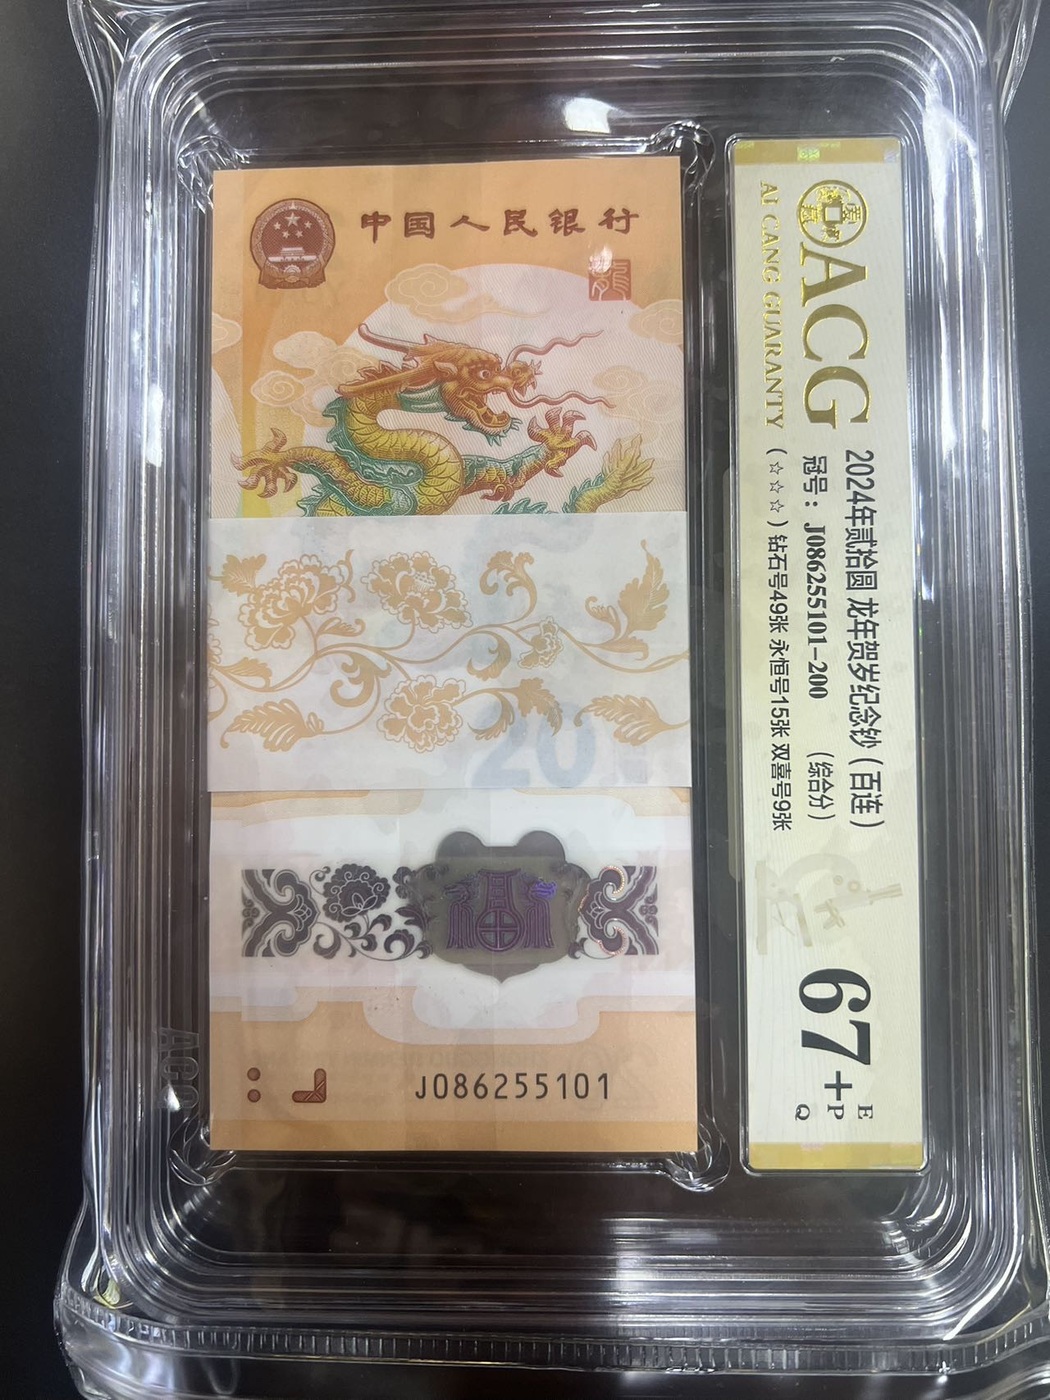 中国人民银行
20
J086255101
ACG
AI CANG GUARANTY
2024年贰拾圆 龙年贺岁纪念钞（百连）
冠号：J086255101-200 （综合分）
（☆☆☆）钻石号49张 永恒号15张 双喜号9张
67+
E
P
Q
ACG